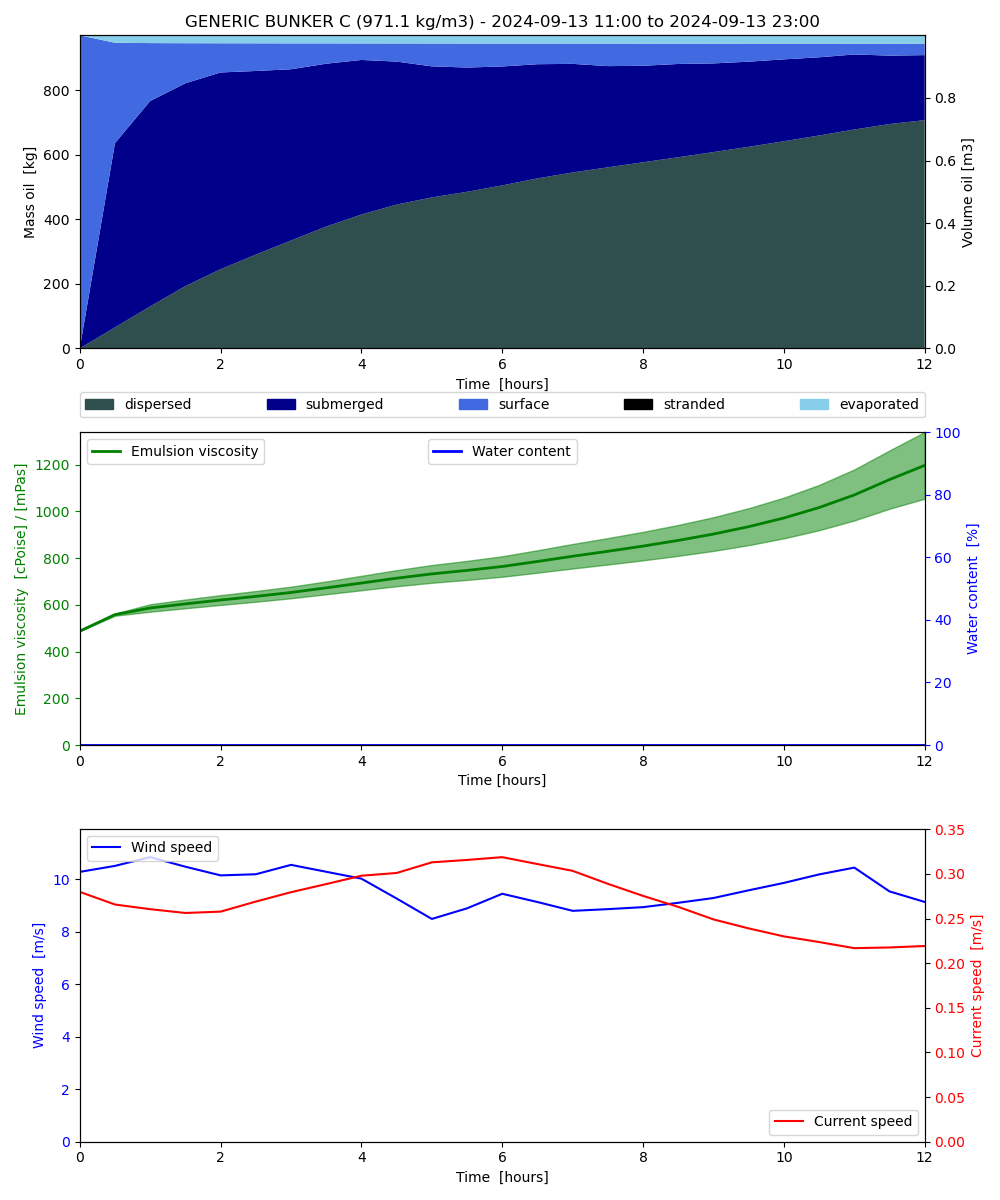 GENERIC BUNKER C (971.1 kg/m3) - 2024-09-13 11:00 to 2024-09-13 23:00
800
600
400
200
0
Mass oil [kg]
0.8
0.6
0.4
0.2
0.0
Volume oil [m3]
0 2 4 6 8 10 12
Time [hours]
dispersed submerged surface stranded evaporated
Emulsion viscosity
Water content
1200
1000
800
600
400
200
0
Emulsion viscosity [cPoise] / [mPas]
100
80
60
40
20
0
Water content [%]
0 2 4 6 8 10 12
Time [hours]
Wind speed
10
8
6
4
2
0
Wind speed [m/s]
0.35
0.30
0.25
0.20
0.15
0.10
0.05
0.00
Current speed [m/s]
Current speed
0 2 4 6 8 10 12
Time [hours]